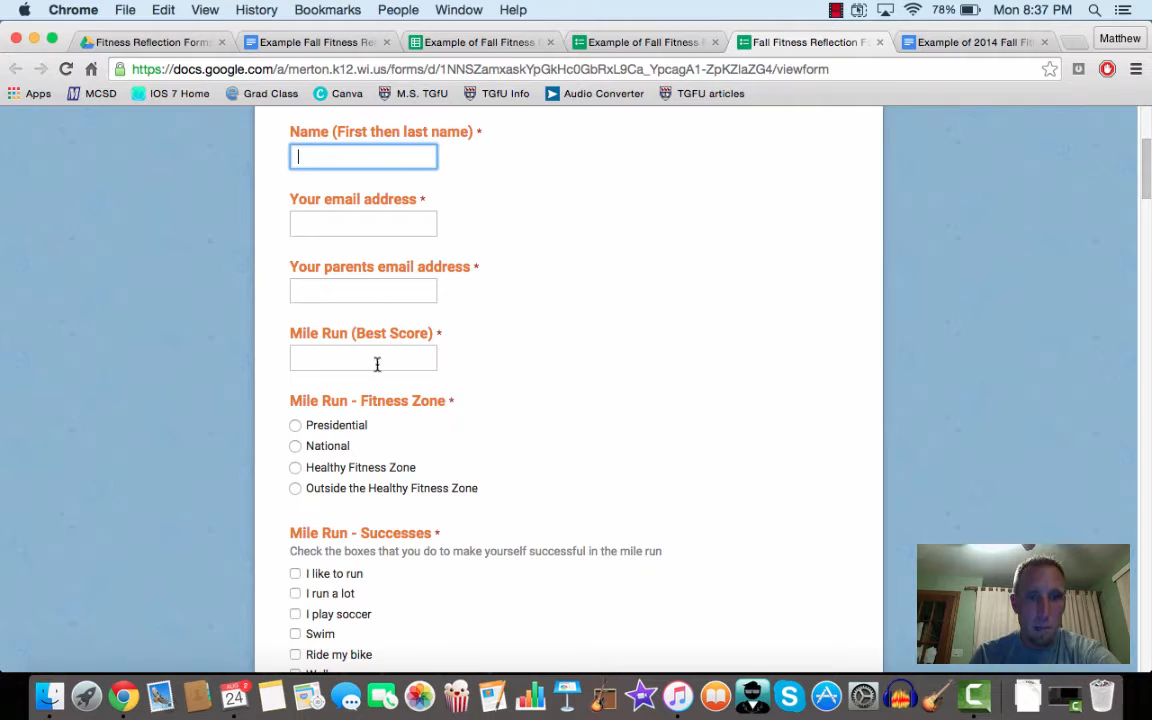 Chrome File Edit View History Bookmarks People Window Help 78% Mon 8:37 PM
Fitness Reflection Form Example Fall Fitness Re Example of Fall Fitness Example of Fall Fitness Fall Fitness Reflection F Example of 2014 Fall Fit Matthew
https://docs.google.com/a/merton.k12.wi.us/forms/d/1NNSZamxaskYpGkHc0GbRxL9Ca_YpcagA1-ZpKZlaZG4/viewform
Apps MCSD IOS 7 Home Grad Class Canva M.S. TGfU TGFU Info Audio Converter TGFU articles
Name (First then last name) *
Your email address *
Your parents email address *
Mile Run (Best Score) *
Mile Run - Fitness Zone *
Presidential
National
Healthy Fitness Zone
Outside the Healthy Fitness Zone
Mile Run - Successes *
Check the boxes that you do to make yourself successful in the mile run
I like to run
I run a lot
I play soccer
Swim
Ride my bike
24